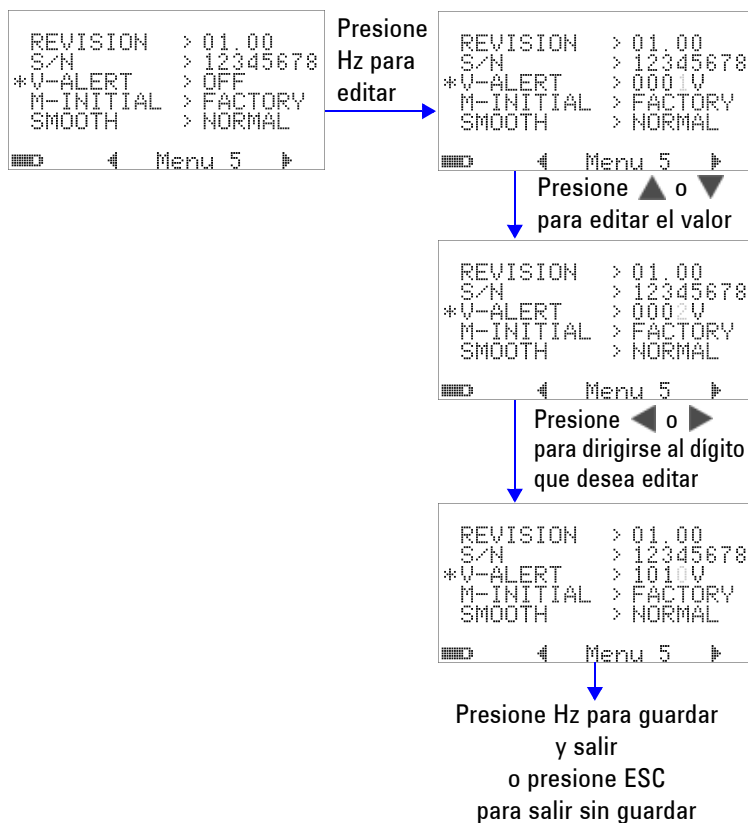 REVISION > 01.00
S/N > 12345678
*V-ALERT > OFF
M-INITIAL > FACTORY
SMOOTH > NORMAL
Menu 5
Presione
Hz para
editar
REVISION > 01.00
S/N > 12345678
*V-ALERT > 0001V
M-INITIAL > FACTORY
SMOOTH > NORMAL
Menu 5
Presione ▲ o ▼
para editar el valor
REVISION > 01.00
S/N > 12345678
*V-ALERT > 0002V
M-INITIAL > FACTORY
SMOOTH > NORMAL
Menu 5
Presione ◀ o ▶
para dirigirse al dígito
que desea editar
REVISION > 01.00
S/N > 12345678
*V-ALERT > 1010V
M-INITIAL > FACTORY
SMOOTH > NORMAL
Menu 5
Presione Hz para guardar
y salir
o presione ESC
para salir sin guardar